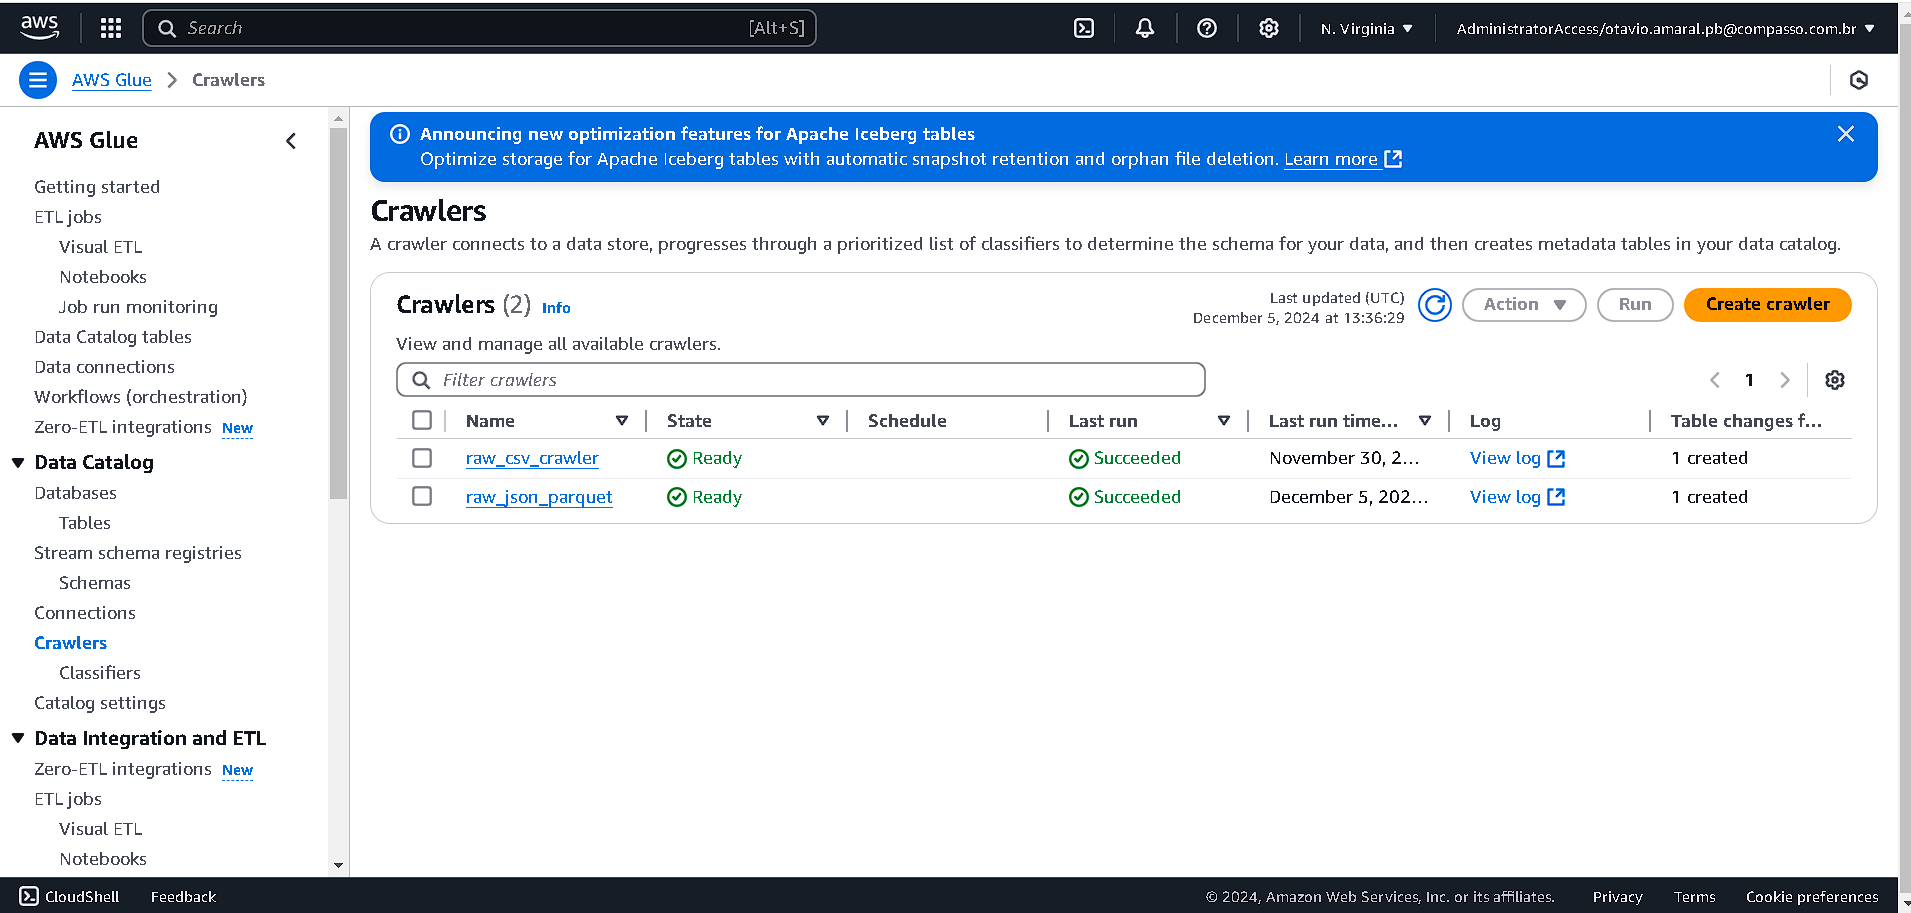 aws
Search [Alt+S]
N. Virginia
AdministratorAccess/otavio.amaral.pb@compasso.com.br
AWS Glue > Crawlers
AWS Glue
Getting started
ETL jobs
Visual ETL
Notebooks
Job run monitoring
Data Catalog tables
Data connections
Workflows (orchestration)
Zero-ETL integrations New
Data Catalog
Databases
Tables
Stream schema registries
Schemas
Connections
Crawlers
Classifiers
Catalog settings
Data Integration and ETL
Zero-ETL integrations New
ETL jobs
Visual ETL
Notebooks
Announcing new optimization features for Apache Iceberg tables
Optimize storage for Apache Iceberg tables with automatic snapshot retention and orphan file deletion. Learn more
Crawlers
A crawler connects to a data store, progresses through a prioritized list of classifiers to determine the schema for your data, and then creates metadata tables in your data catalog.
Crawlers (2) Info
Last updated (UTC)
December 5, 2024 at 13:36:29
Action
Run
Create crawler
View and manage all available crawlers.
Filter crawlers
1
Name State Schedule Last run Last run time... Log Table changes f...
raw_csv_crawler Ready Succeeded November 30, 2... View log 1 created
raw_json_parquet Ready Succeeded December 5, 202... View log 1 created
CloudShell Feedback © 2024, Amazon Web Services, Inc. or its affiliates. Privacy Terms Cookie preferences